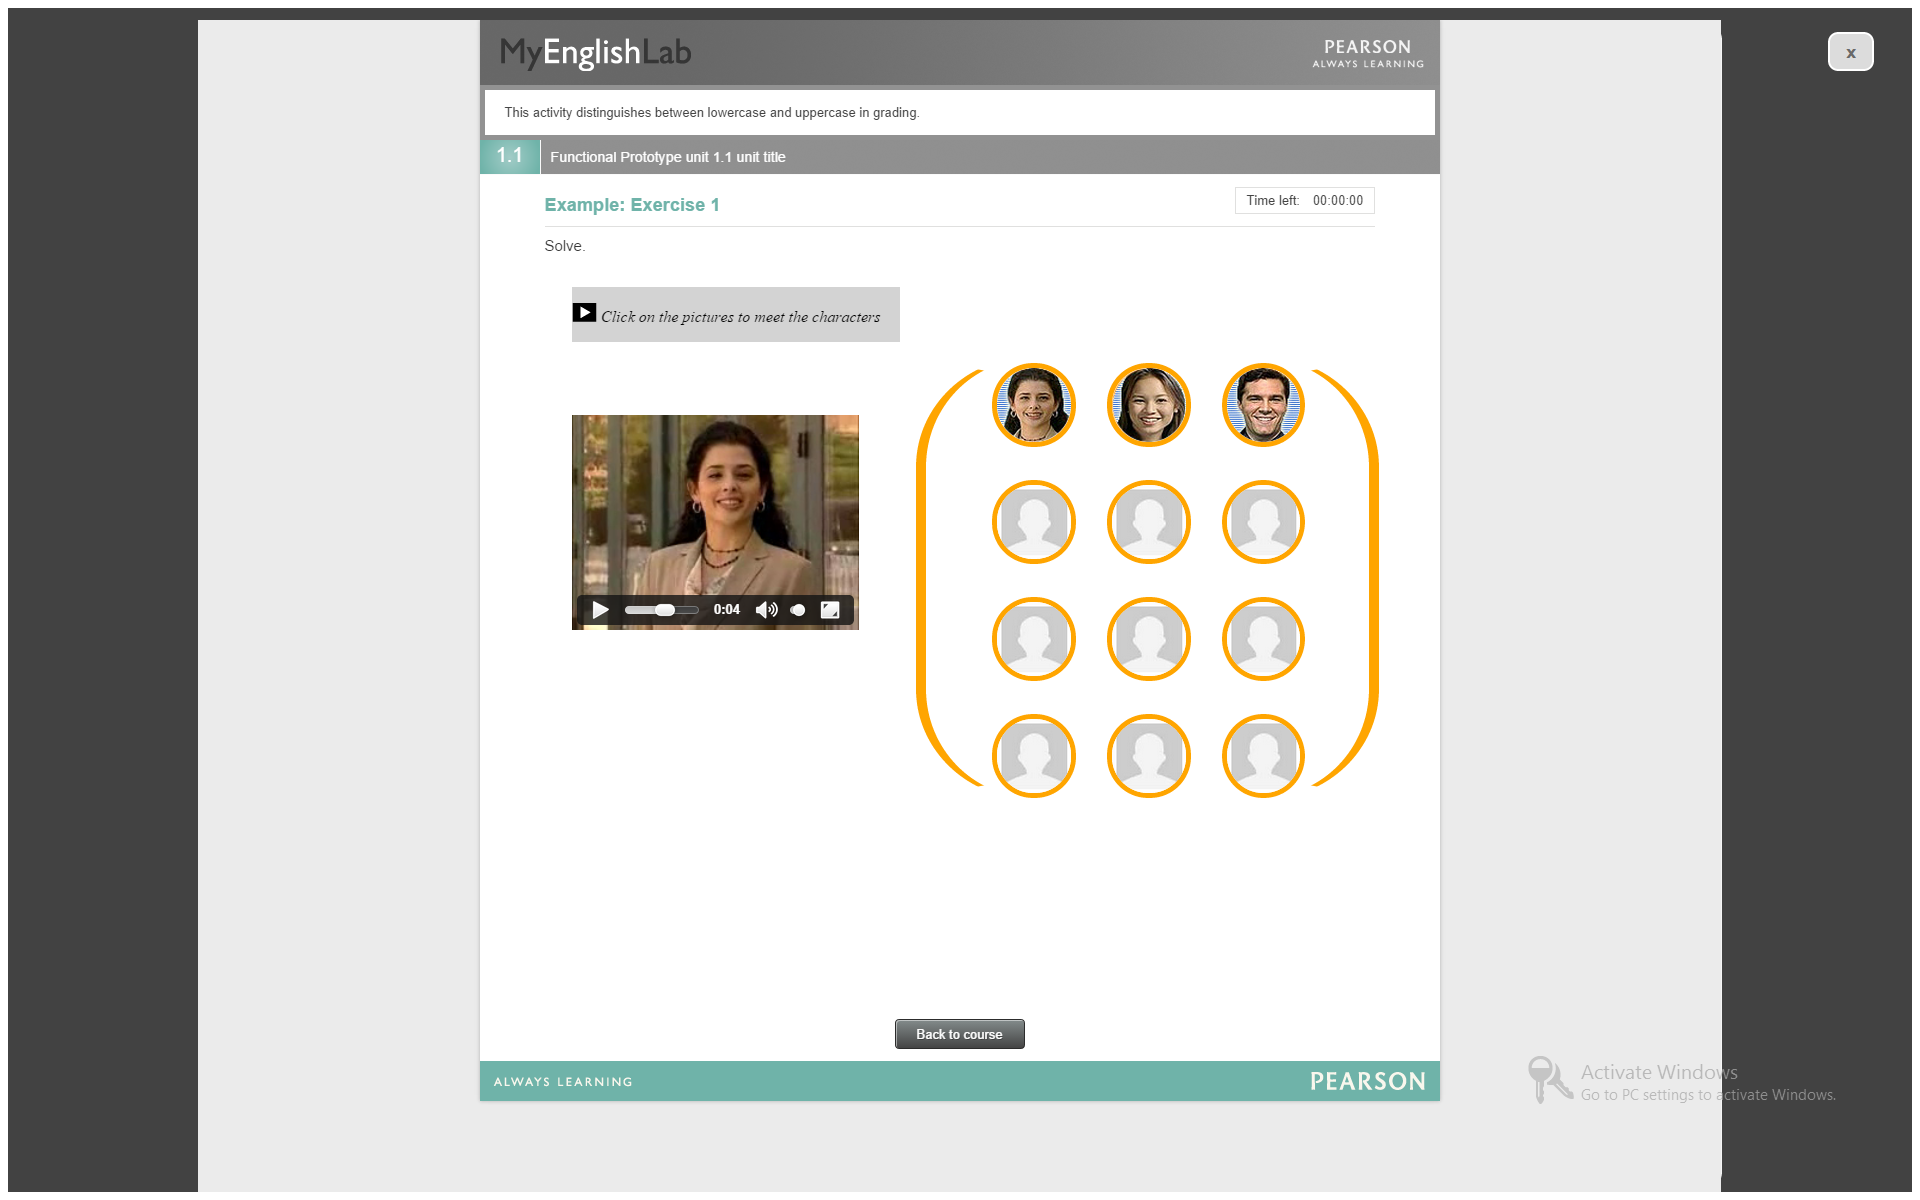 MyEnglishLab
PEARSON
ALWAYS LEARNING
x
This activity distinguishes between lowercase and uppercase in grading.
1.1 Functional Prototype unit 1.1 unit title
Example: Exercise 1
Time left: 00:00:00
Solve.
Click on the pictures to meet the characters
0:04
Back to course
ALWAYS LEARNING
PEARSON
Activate Windows
Go to PC settings to activate Windows.